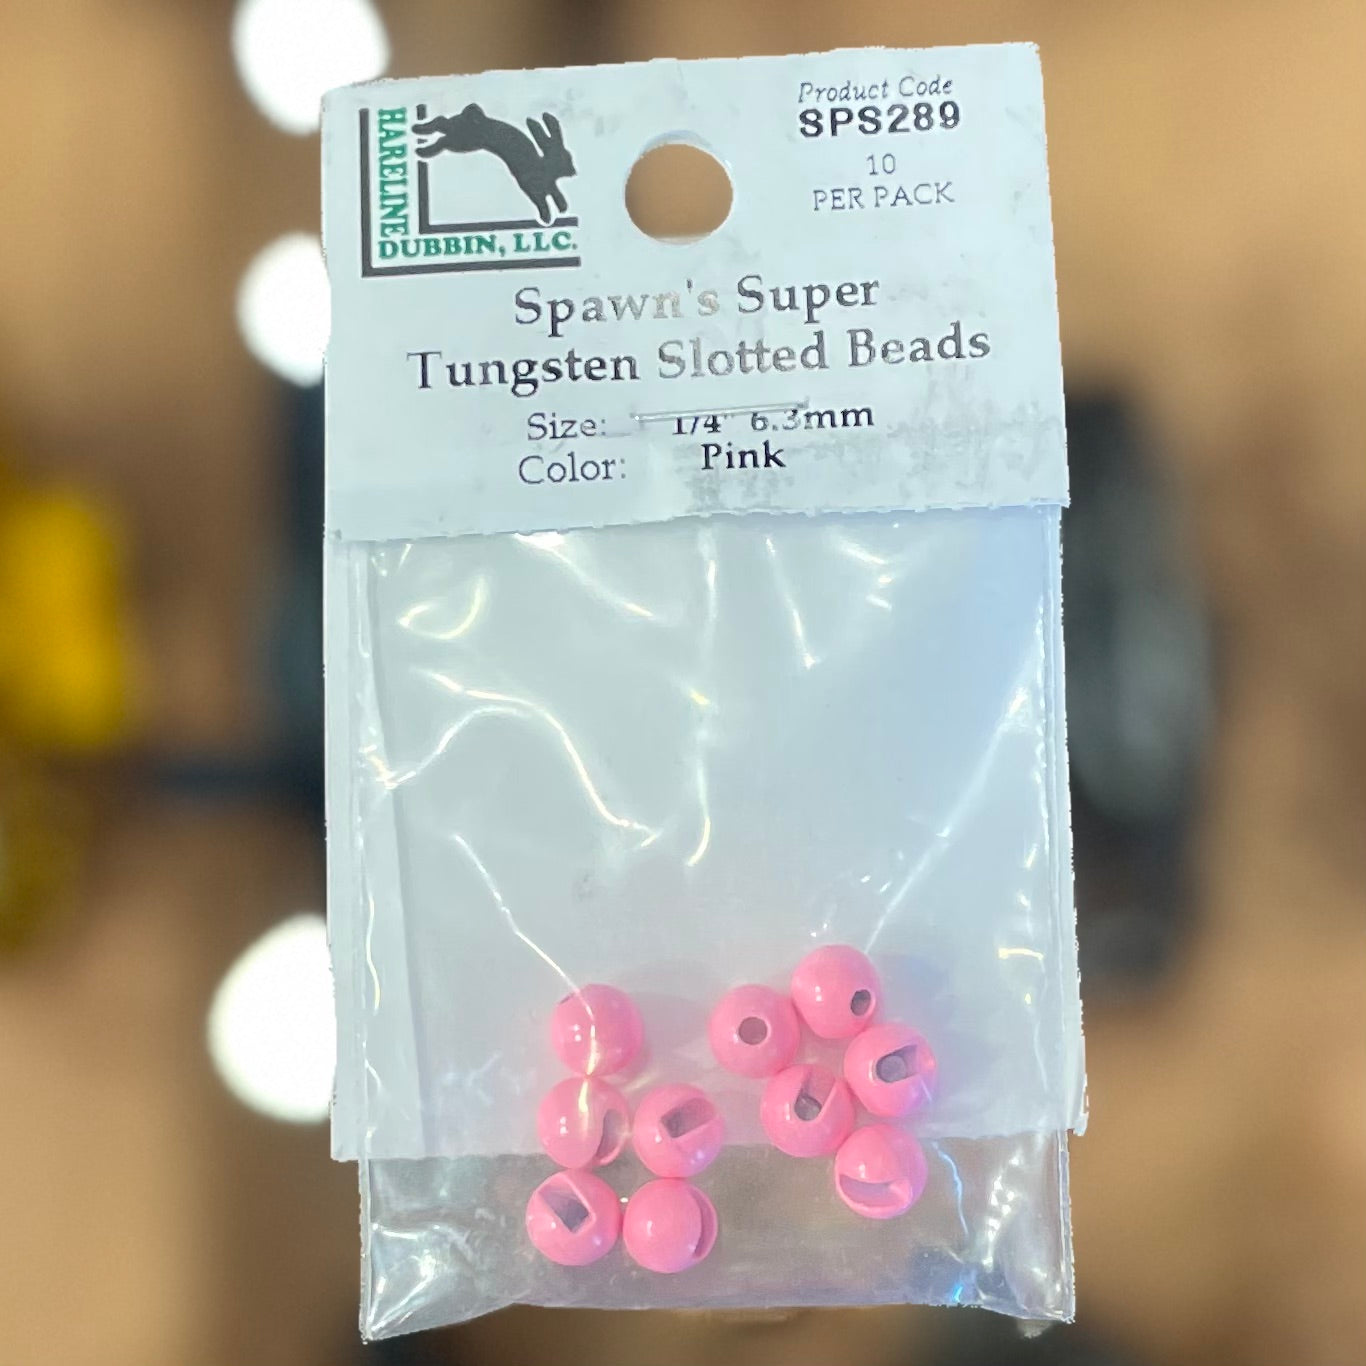 HARELINE
DUBBIN, LLC.
Product Code
SPS289
10
PER PACK
Spawn's Super
Tungsten Slotted Beads
Size: 1/4" 6.3mm
Color: Pink